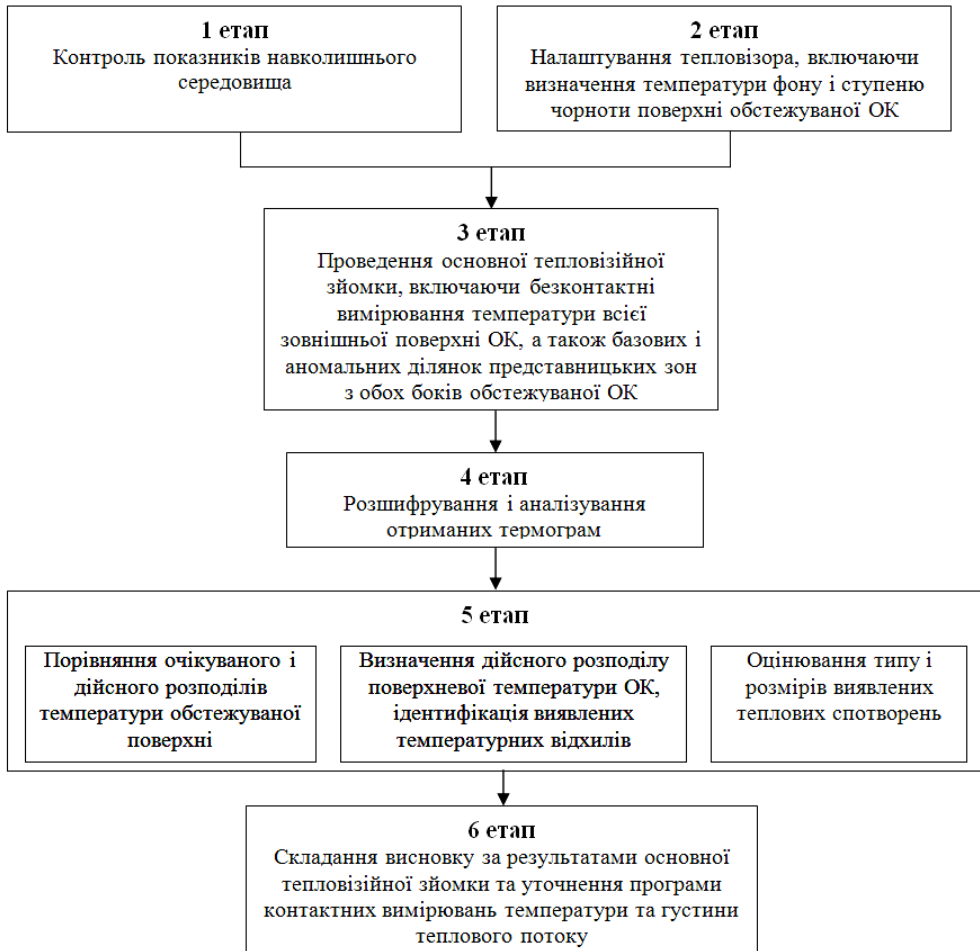 1 етап
Контроль показників навколишнього
середовища
2 етап
Налаштування тепловізора, включаючи
визначення температури фону і ступеню
чорноти поверхні обстежуваної ОК
3 етап
Проведення основної тепловізійної
зйомки, включаючи безконтактні
вимірювання температури всієї
зовнішньої поверхні ОК, а також базових і
аномальних ділянок представницьких зон
з обох боків обстежуваної ОК
4 етап
Розшифрування і аналізування
отриманих термограм
5 етап
Порівняння очікуваного і
дійсного розподілів
температури обстежуваної
поверхні
Визначення дійсного розподілу
поверхневої температури ОК,
ідентифікація виявлених
температурних відхилів
Оцінювання типу і
розмірів виявлених
теплових спотворень
6 етап
Складання висновку за результатами основної
тепловізійної зйомки та уточнення програми
контактних вимірювань температури та густини
теплового потоку